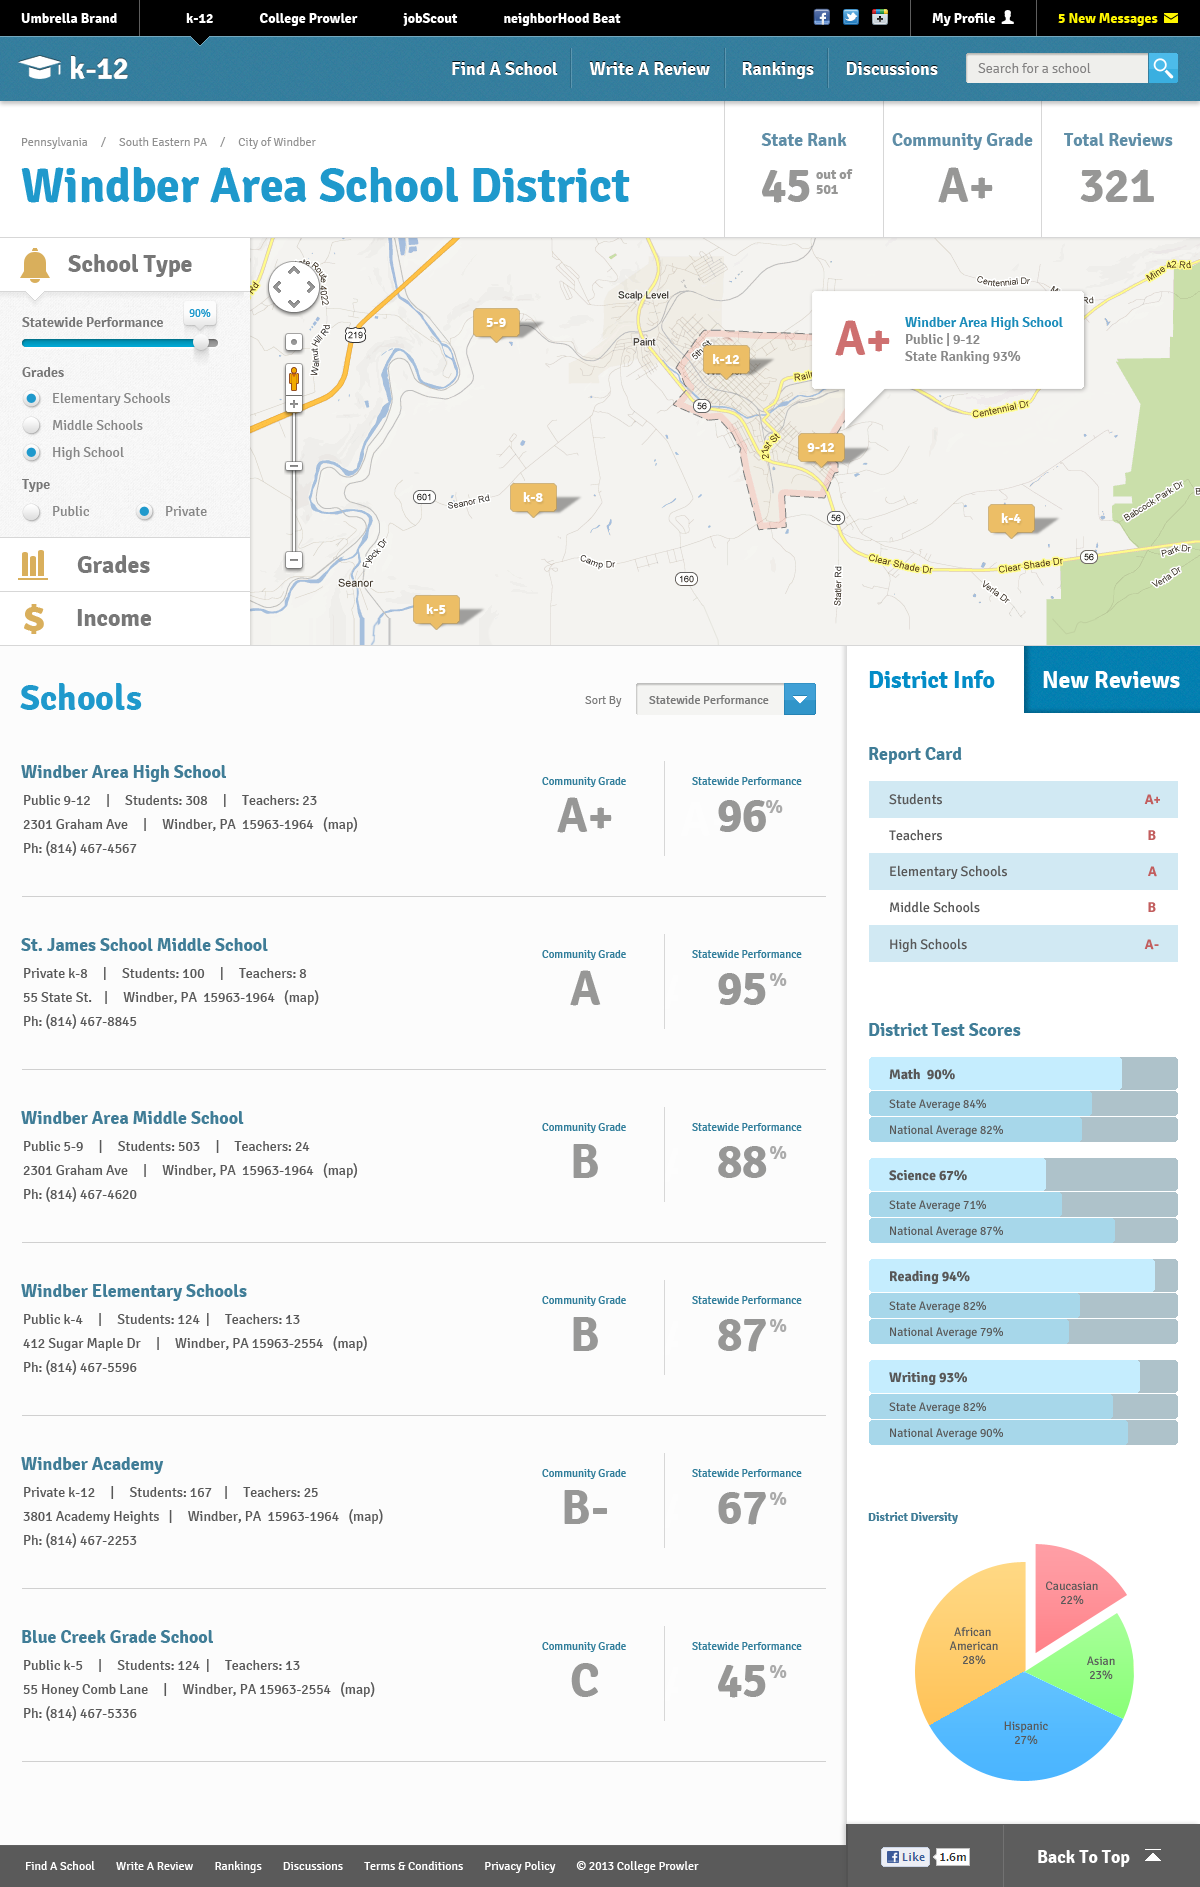 Umbrella Brand
k-12
College Prowler
jobScout
neighborHood Beat
My Profile
5 New Messages
k-12
Find A School
Write A Review
Rankings
Discussions
Search for a school
Pennsylvania / South Eastern PA / City of Windber
Windber Area School District
State Rank
45 out of 501
Community Grade
A+
Total Reviews
321
School Type
Statewide Performance
90%
Grades
Elementary Schools
Middle Schools
High School
Type
Public
Private
Grades
$ Income
219
Walnut Hill Rd
Scalp Level
Paint
5-9
k-12
5th St
56
21st St
9-12
Centennial Dr
Mine 42 Rd
A+
Windber Area High School
Public | 9-12
State Ranking 93%
Centennial Dr
601
Seanor Rd
k-8
56
k-4
Babcock Park Dr
Clear Shade Dr
Clear Shade Dr
56
Park Dr
Verla Dr
Verla Dr
Camp Dr
160
Statler Rd
Seanor
k-5
Schools
Sort By
Statewide Performance
Windber Area High School
Public 9-12 | Students: 308 | Teachers: 23
2301 Graham Ave | Windber, PA 15963-1964 (map)
Ph: (814) 467-4567
Community Grade
A+
Statewide Performance
96%
St. James School Middle School
Private k-8 | Students: 100 | Teachers: 8
55 State St. | Windber, PA 15963-1964 (map)
Ph: (814) 467-8845
Community Grade
A
Statewide Performance
95%
Windber Area Middle School
Public 5-9 | Students: 503 | Teachers: 24
2301 Graham Ave | Windber, PA 15963-1964 (map)
Ph: (814) 467-4620
Community Grade
B
Statewide Performance
88%
Windber Elementary Schools
Public k-4 | Students: 124 | Teachers: 13
412 Sugar Maple Dr | Windber, PA 15963-2554 (map)
Ph: (814) 467-5596
Community Grade
B
Statewide Performance
87%
Windber Academy
Private k-12 | Students: 167 | Teachers: 25
3801 Academy Heights | Windber, PA 15963-1964 (map)
Ph: (814) 467-2253
Community Grade
B-
Statewide Performance
67%
Blue Creek Grade School
Public k-5 | Students: 124 | Teachers: 13
55 Honey Comb Lane | Windber, PA 15963-2554 (map)
Ph: (814) 467-5336
Community Grade
C
Statewide Performance
45%
District Info
New Reviews
Report Card
Students A+
Teachers B
Elementary Schools A
Middle Schools B
High Schools A-
District Test Scores
Math 90%
State Average 84%
National Average 82%
Science 67%
State Average 71%
National Average 87%
Reading 94%
State Average 82%
National Average 79%
Writing 93%
State Average 82%
National Average 90%
District Diversity
Caucasian
22%
African
American
28%
Asian
23%
Hispanic
27%
Find A School
Write A Review
Rankings
Discussions
Terms & Conditions
Privacy Policy
© 2013 College Prowler
Like
1.6m
Back To Top